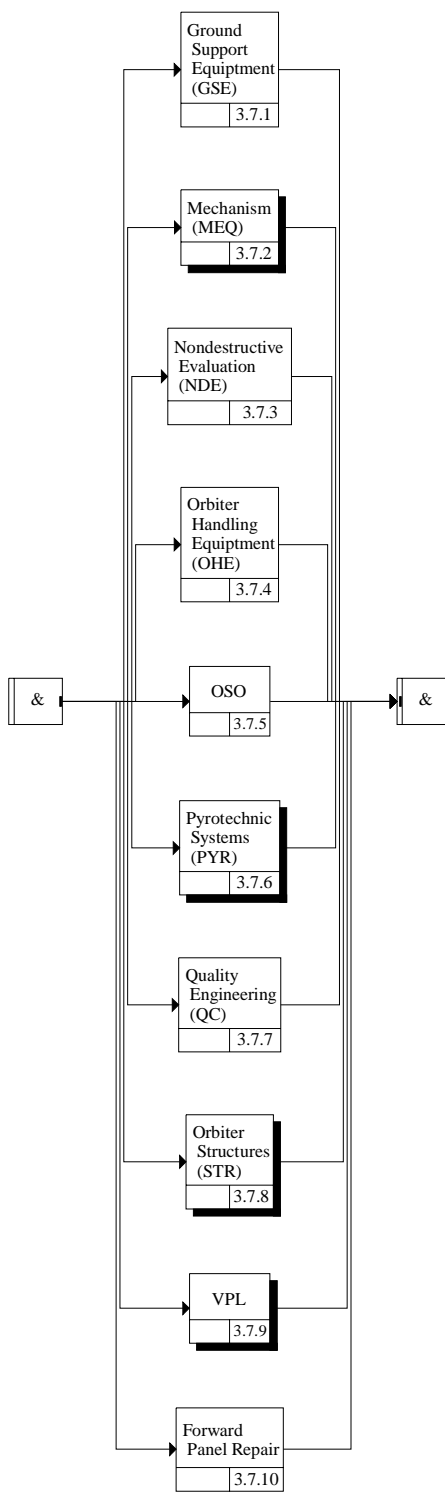 Ground
Support
Equiptment
(GSE)
3.7.1
Mechanism
(MEQ)
3.7.2
Nondestructive
Evaluation
(NDE)
3.7.3
Orbiter
Handling
Equiptment
(OHE)
3.7.4
&
OSO
3.7.5
&
Pyrotechnic
Systems
(PYR)
3.7.6
Quality
Engineering
(QC)
3.7.7
Orbiter
Structures
(STR)
3.7.8
VPL
3.7.9
Forward
Panel Repair
3.7.10